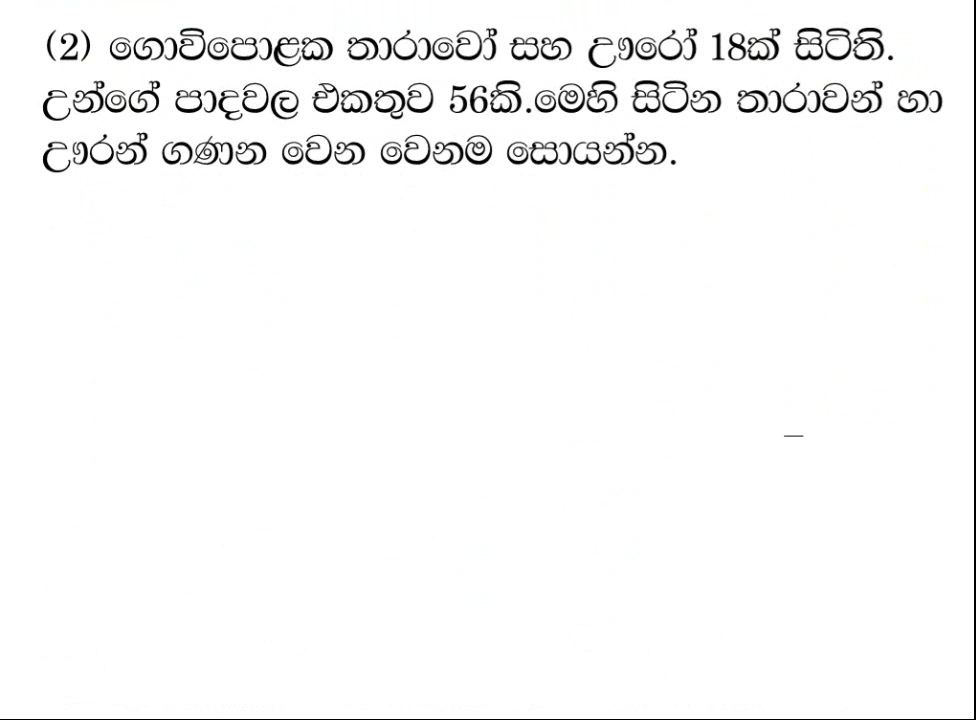 (2) ගොවිපොළක තාරාවෝ සහ ඌරෝ 18ක් සිටිති.
උන්ගේ පාදවල එකතුව 56කි.මෙහි සිටින තාරාවන් හා
ඌරන් ගණන වෙන වෙනම සොයන්න.